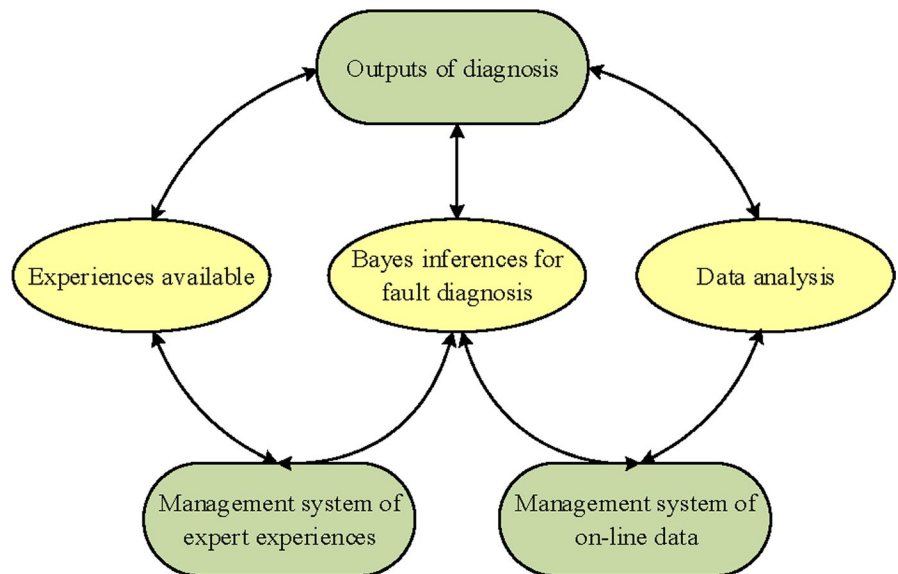 Outputs of diagnosis
Experiences available
Bayes inferences for
fault diagnosis
Data analysis
Management system of
expert experiences
Management system of
on-line data